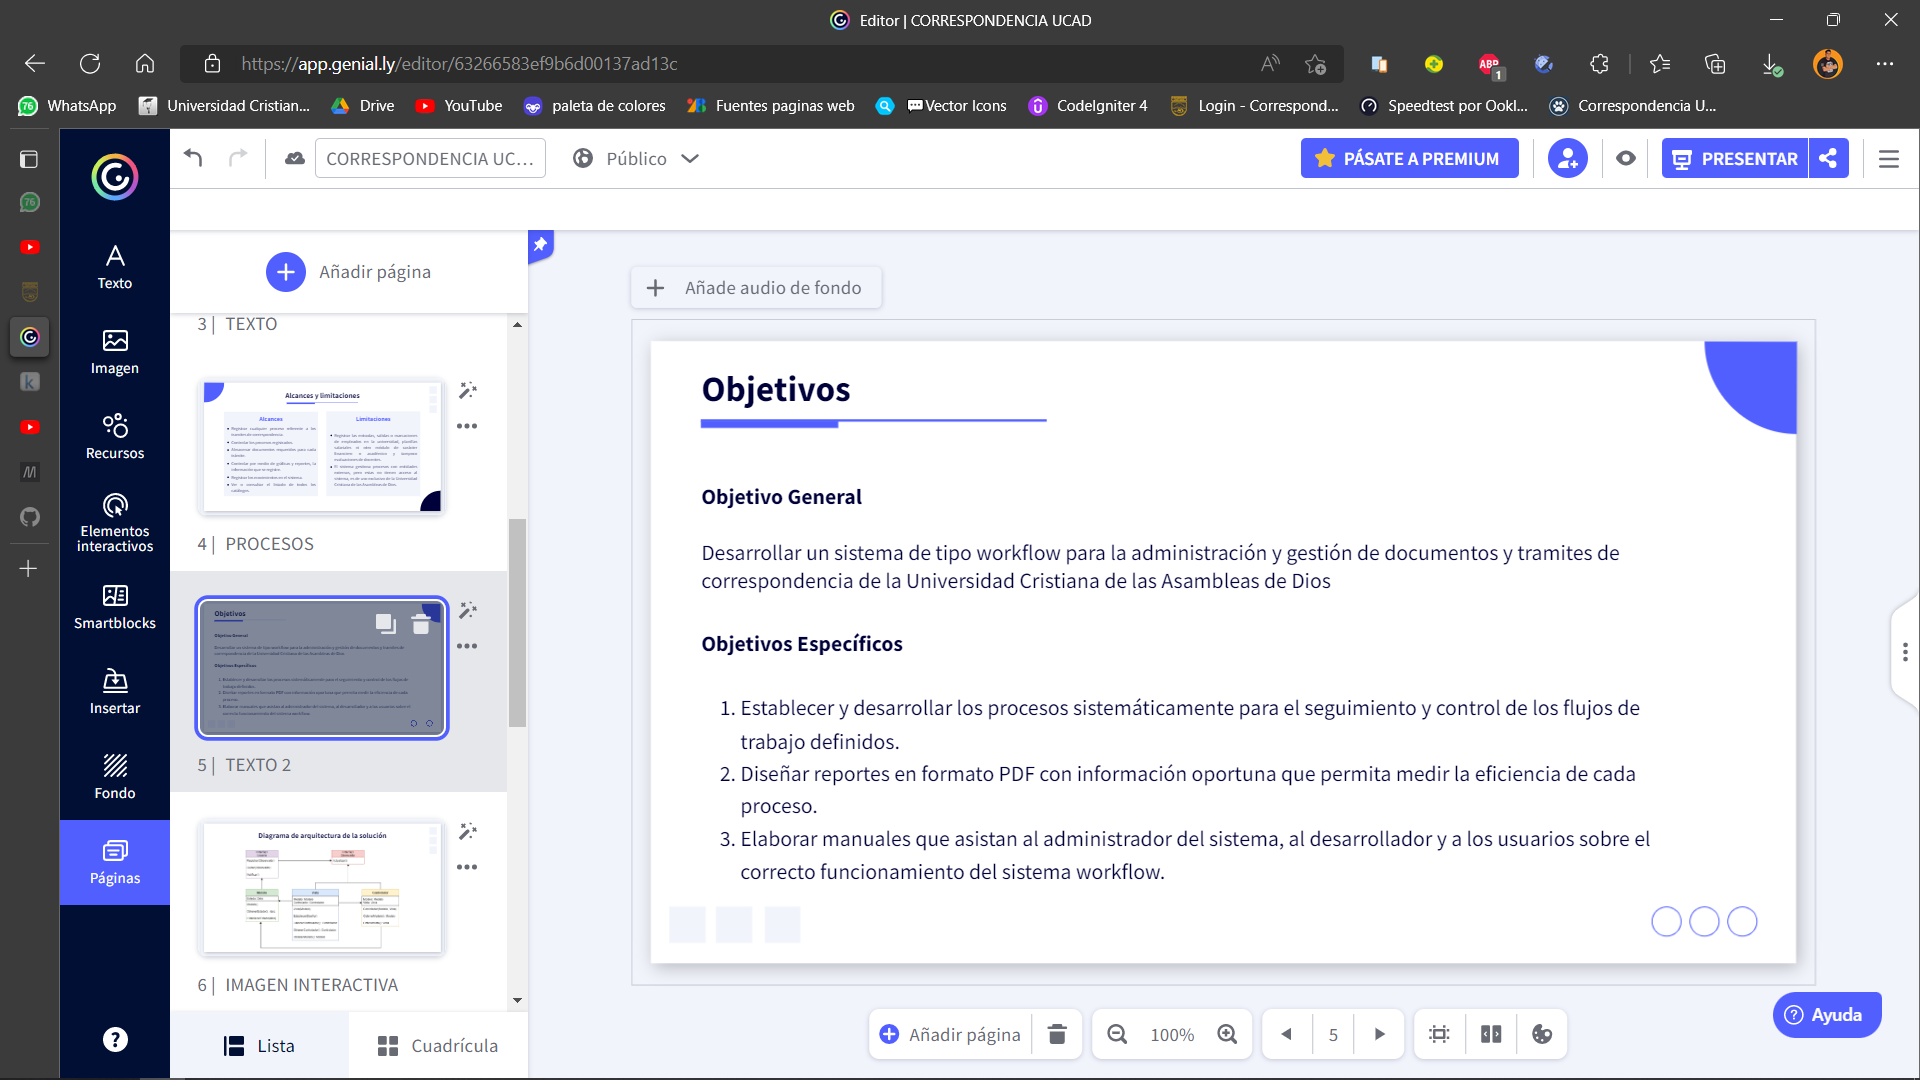 Editor | CORRESPONDENCIA UCAD
https://app.genial.ly/editor/63266583ef9b6d00137ad13c
ABP
1
76
WhatsApp
Universidad Cristian...
Drive
YouTube
paleta de colores
Fuentes paginas web
Vector Icons
CodeIgniter 4
Login - Correspond...
Speedtest por Ookl...
Correspondencia U...
CORRESPONDENCIA UC...
Público
PÁSATE A PREMIUM
PRESENTAR
76
Texto
Imagen
Recursos
Elementos
interactivos
Smartblocks
Insertar
Fondo
Páginas
Añadir página
3 | TEXTO
Alcances y limitaciones
Alcances
Limitaciones
4 | PROCESOS
Objetivos
Objetivo General
Objetivos Específicos
5 | TEXTO 2
Diagrama de arquitectura de la solución
6 | IMAGEN INTERACTIVA
Lista
Cuadrícula
Añade audio de fondo
Objetivos
Objetivo General
Desarrollar un sistema de tipo workflow para la administración y gestión de documentos y tramites de
correspondencia de la Universidad Cristiana de las Asambleas de Dios
Objetivos Específicos
1. Establecer y desarrollar los procesos sistemáticamente para el seguimiento y control de los flujos de
trabajo definidos.
2. Diseñar reportes en formato PDF con información oportuna que permita medir la eficiencia de cada
proceso.
3. Elaborar manuales que asistan al administrador del sistema, al desarrollador y a los usuarios sobre el
correcto funcionamiento del sistema workflow.
Añadir página
100%
5
Ayuda